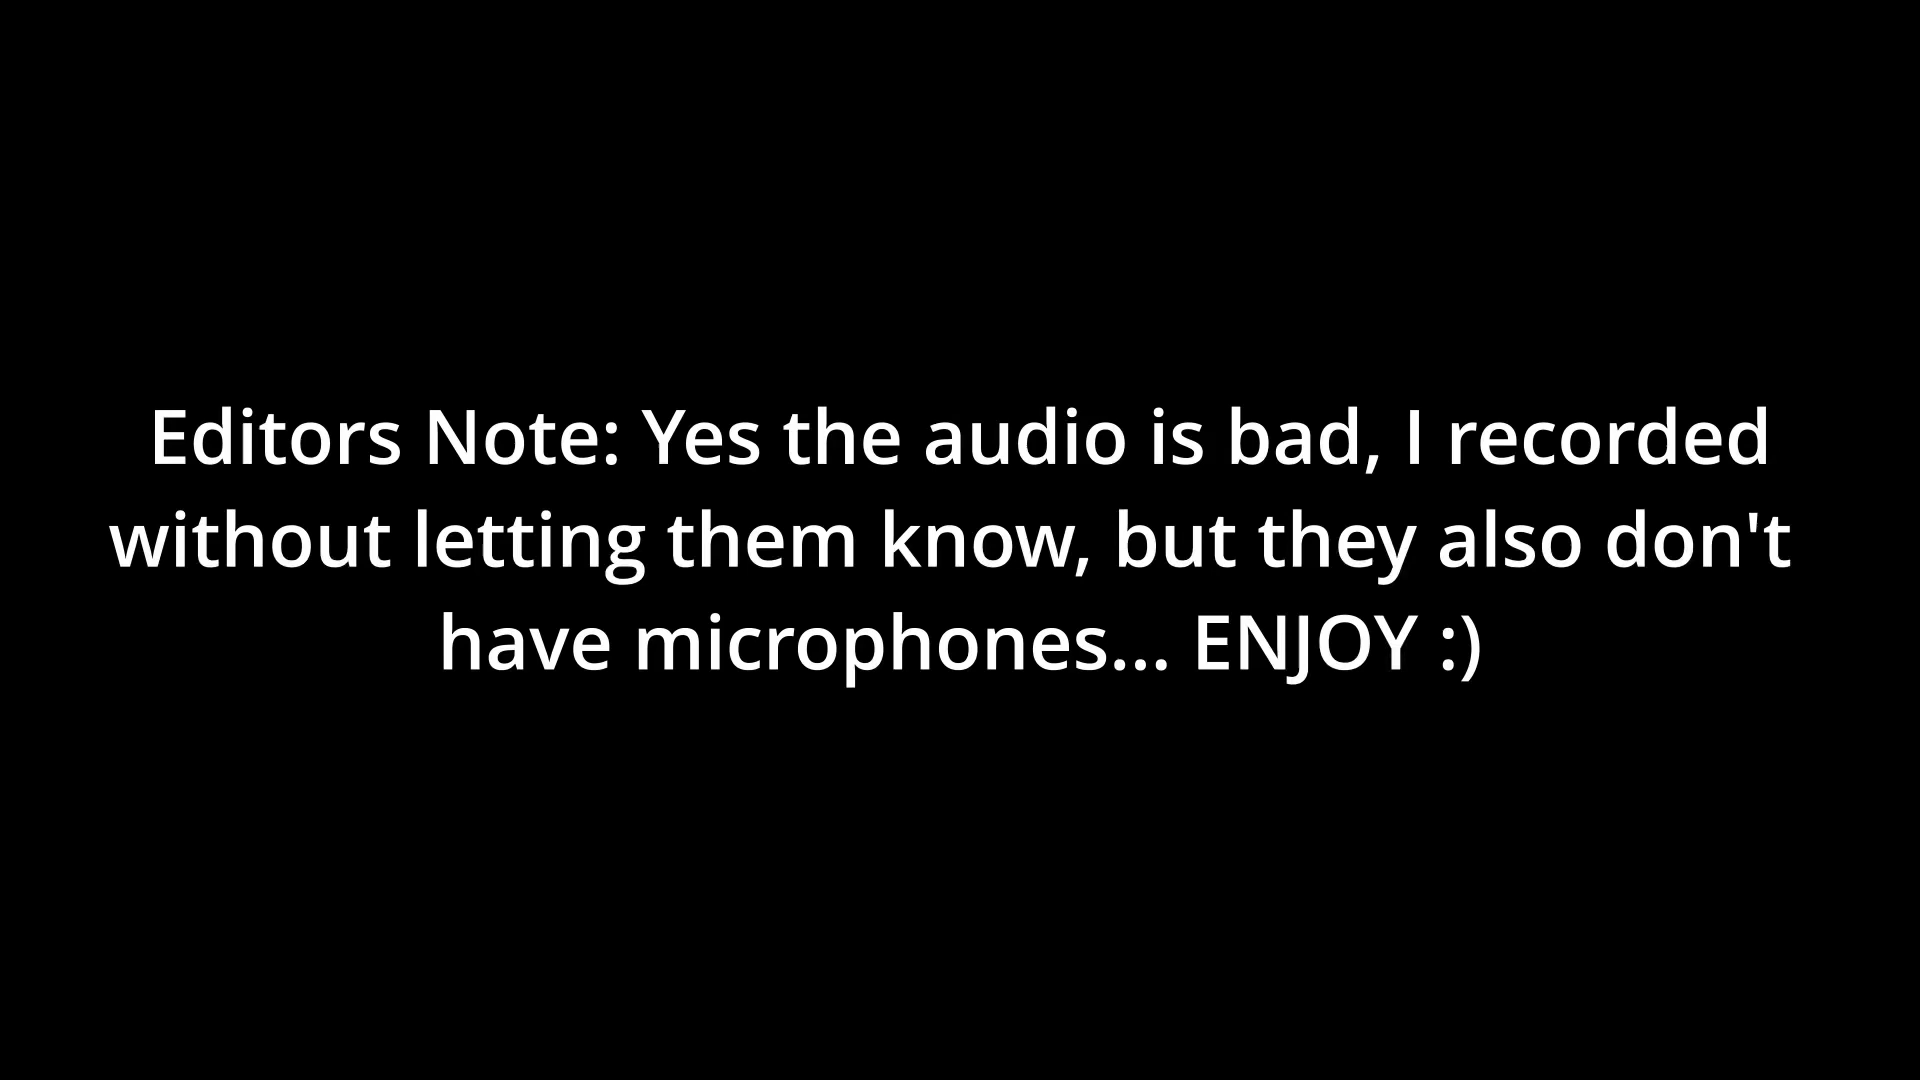 Editors Note: Yes the audio is bad, I recorded
without letting them know, but they also don't
have microphones... ENJOY :)